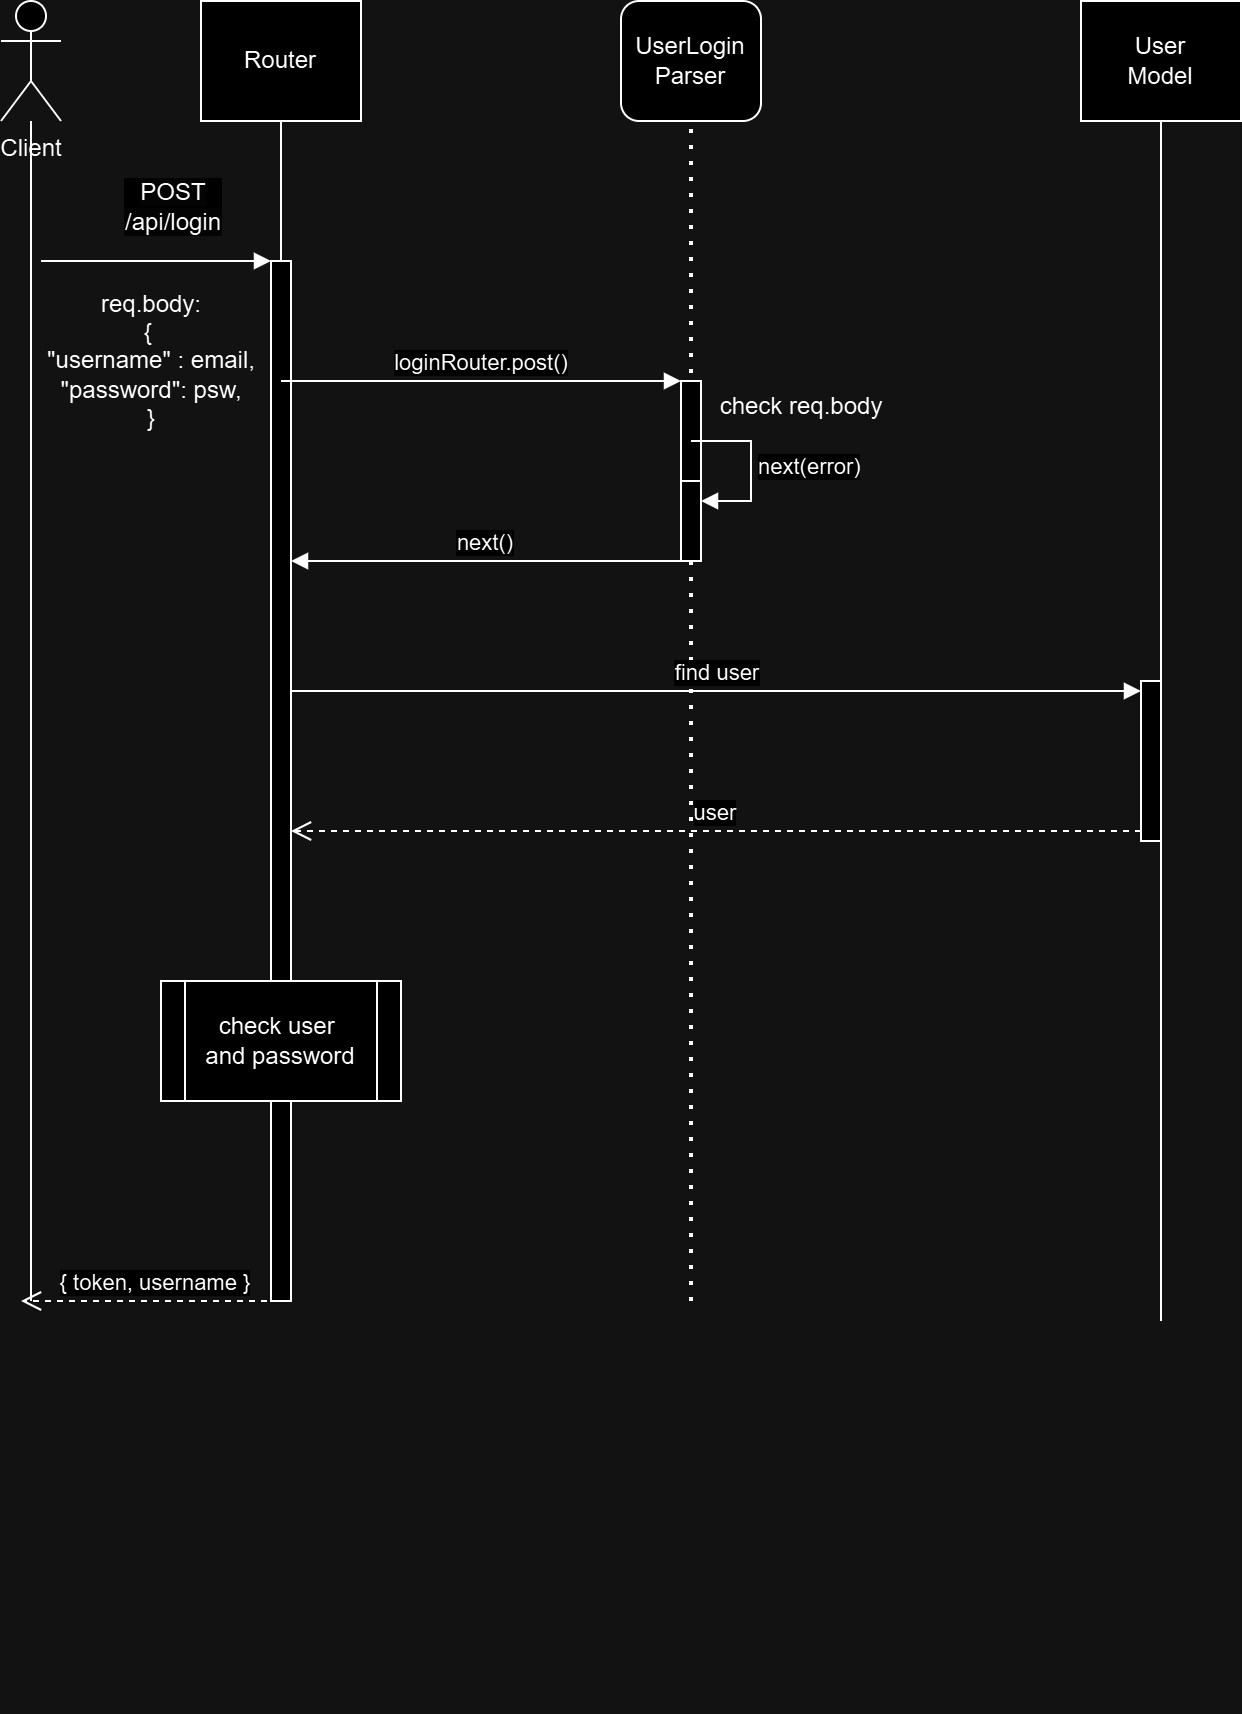 Client
Router
UserLogin
Parser
User
Model
POST
/api/login
req.body:
{
"username" : email,
"password": psw,
}
loginRouter.post()
check req.body
next(error)
next()
find user
user
check user
and password
{ token, username }